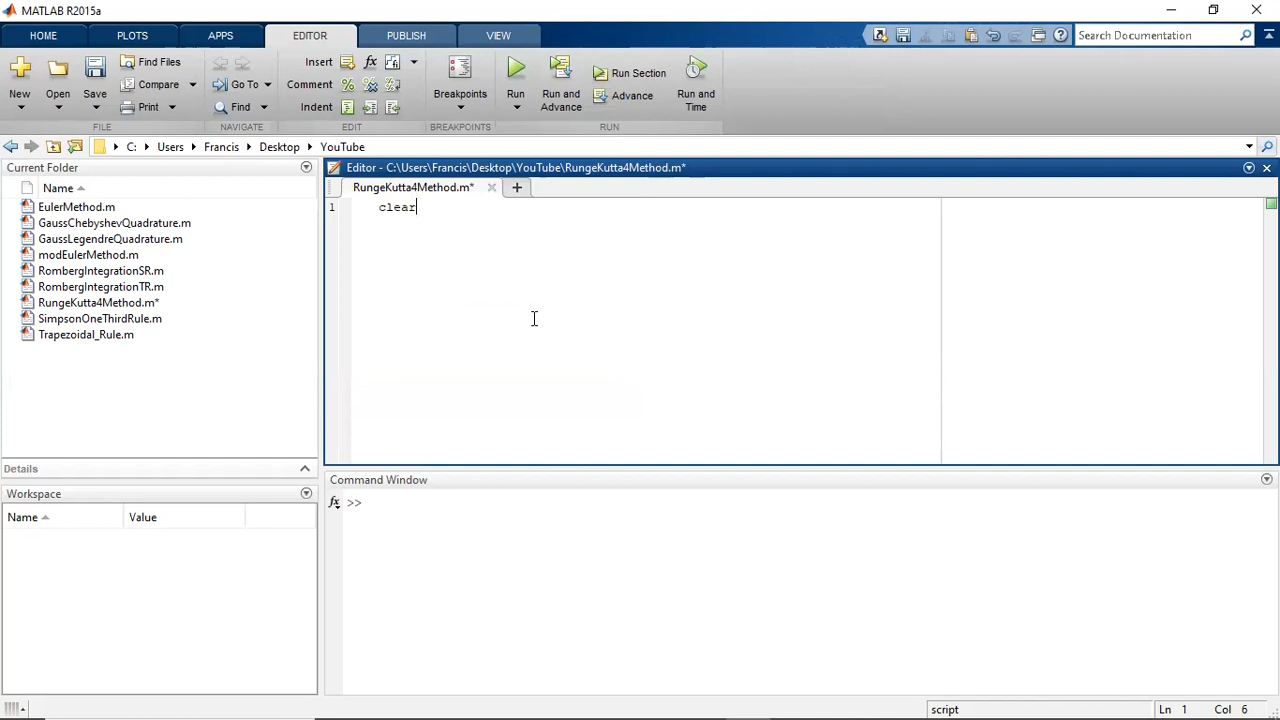 MATLAB R2015a
HOME PLOTS APPS EDITOR PUBLISH VIEW
Search Documentation
New Open Save Find Files Compare Print
Go To Find
Insert fx Comment Indent
Breakpoints
Run Run and Advance Run Section Advance Run and Time
FILE NAVIGATE EDIT BREAKPOINTS RUN
C: Users Francis Desktop YouTube
Current Folder
Name
EulerMethod.m
GaussChebyshevQuadrature.m
GaussLegendreQuadrature.m
modEulerMethod.m
RombergIntegrationSR.m
RombergIntegrationTR.m
RungeKutta4Method.m*
SimpsonOneThirdRule.m
Trapezoidal_Rule.m
Details
Workspace
Name Value
Editor - C:\Users\Francis\Desktop\YouTube\RungeKutta4Method.m*
RungeKutta4Method.m*
1 clear
Command Window
fx >>
script Ln 1 Col 6